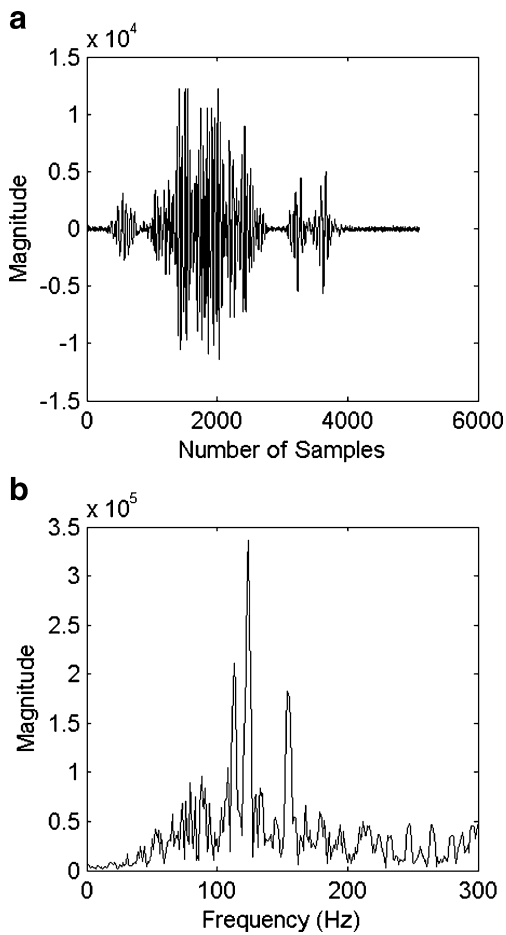 a
x 10^4
1.5
1
0.5
0
-0.5
-1
-1.5
Magnitude
0 2000 4000 6000
Number of Samples
b
x 10^5
3.5
3
2.5
2
1.5
1
0.5
0
Magnitude
0 100 200 300
Frequency (Hz)